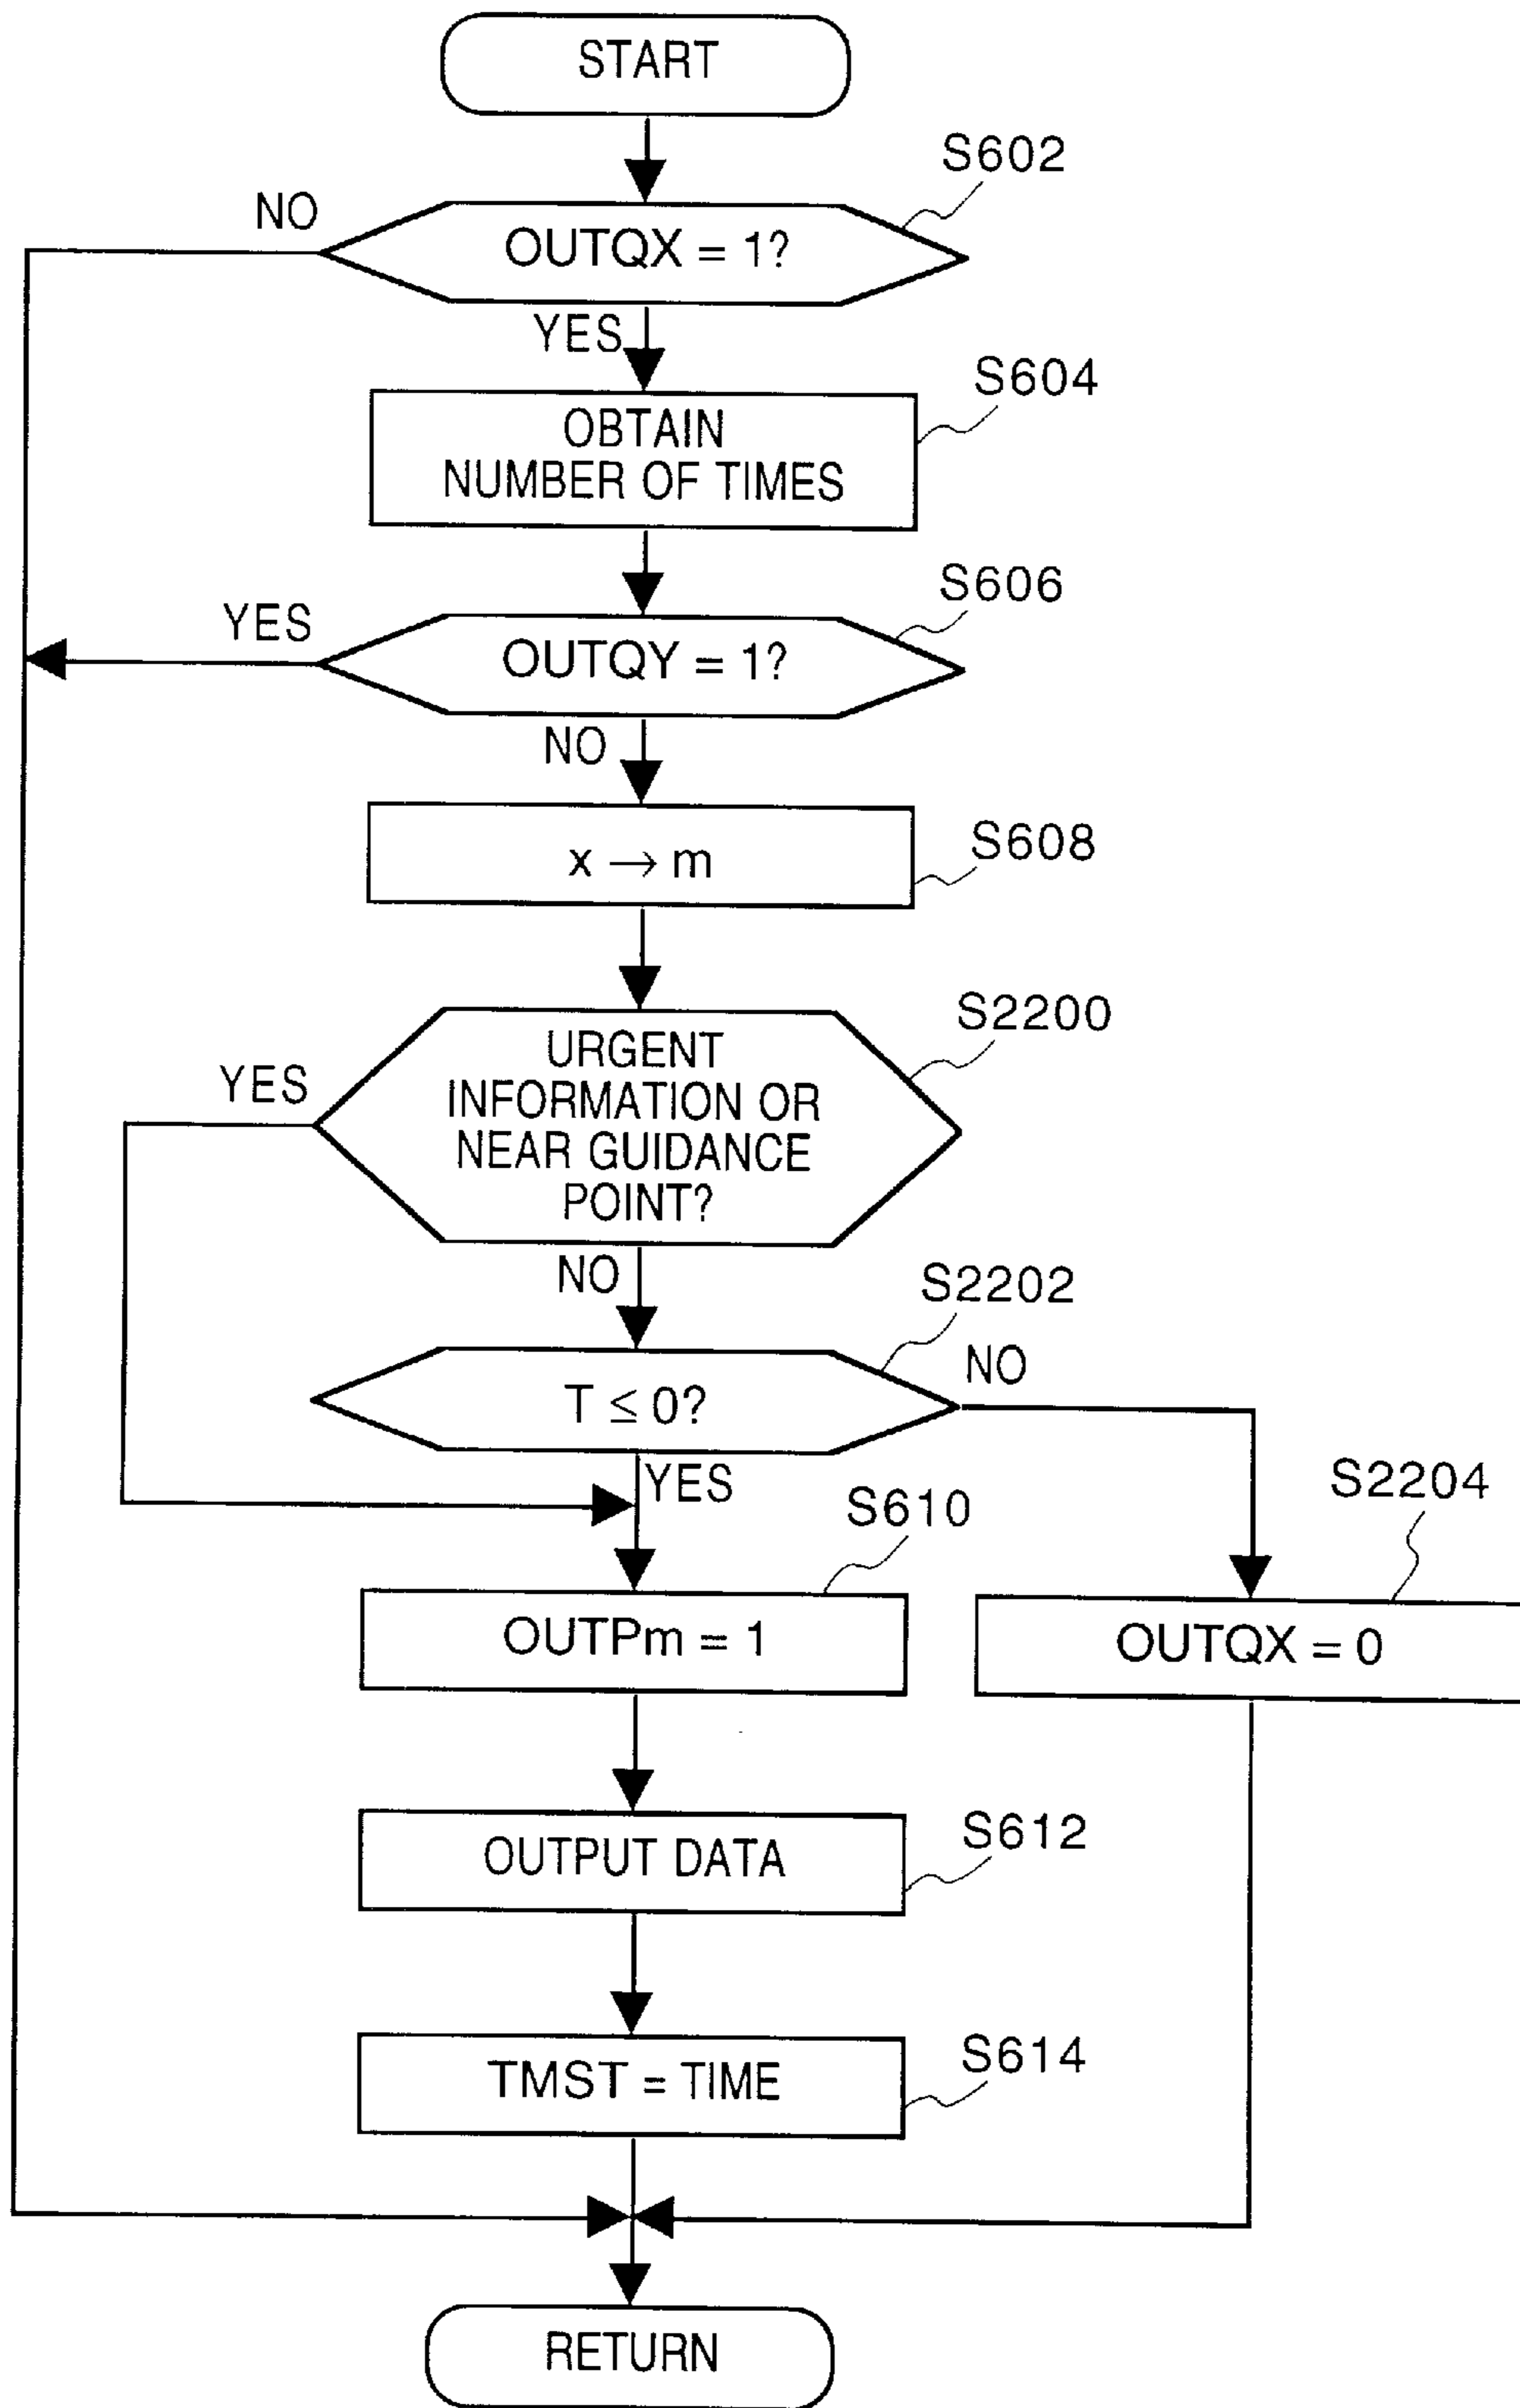 START
S602
NO
OUTQX = 1?
YES
S604
OBTAIN
NUMBER OF TIMES
S606
YES
OUTQY = 1?
NO
S608
x → m
S2200
YES
URGENT
INFORMATION OR
NEAR GUIDANCE
POINT?
NO
S2202
NO
T ≤ 0?
YES
S2204
S610
OUTPm = 1
OUTQX = 0
S612
OUTPUT DATA
S614
TMST = TIME
RETURN